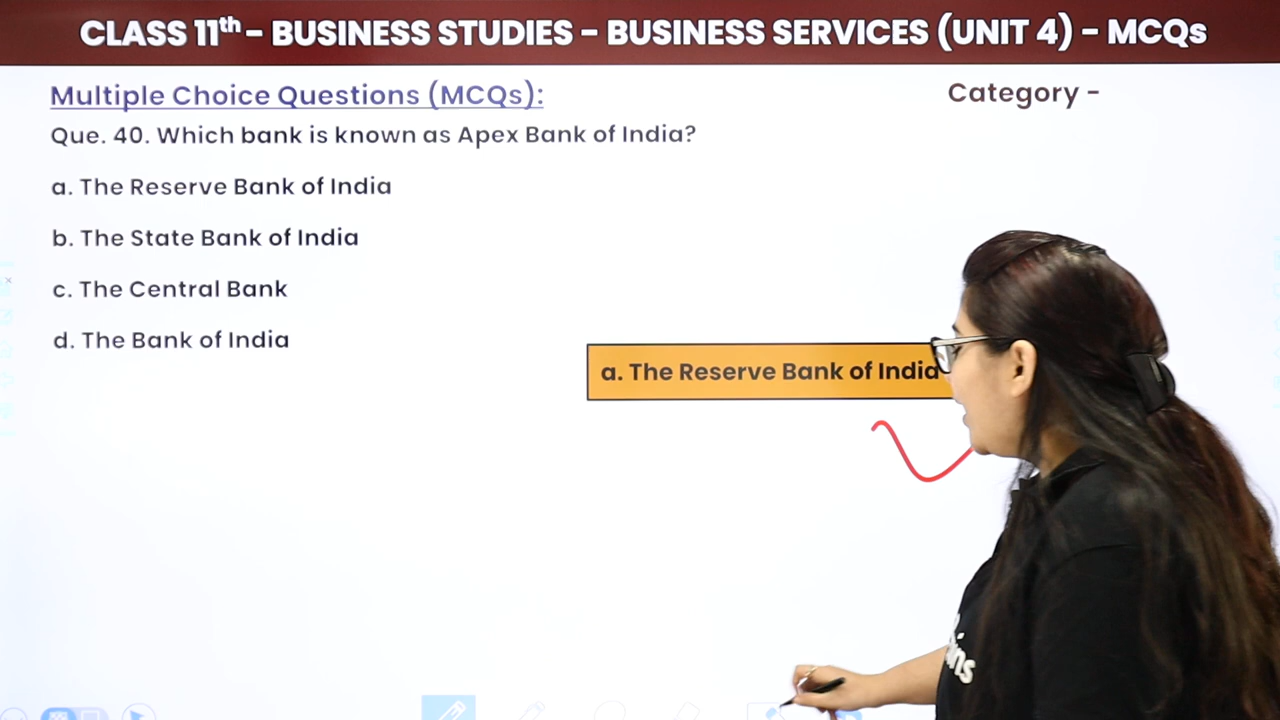 CLASS 11th – BUSINESS STUDIES – BUSINESS SERVICES (UNIT 4) – MCQs
Multiple Choice Questions (MCQs):
Category -
Que. 40. Which bank is known as Apex Bank of India?
a. The Reserve Bank of India
b. The State Bank of India
c. The Central Bank
d. The Bank of India
a. The Reserve Bank of India